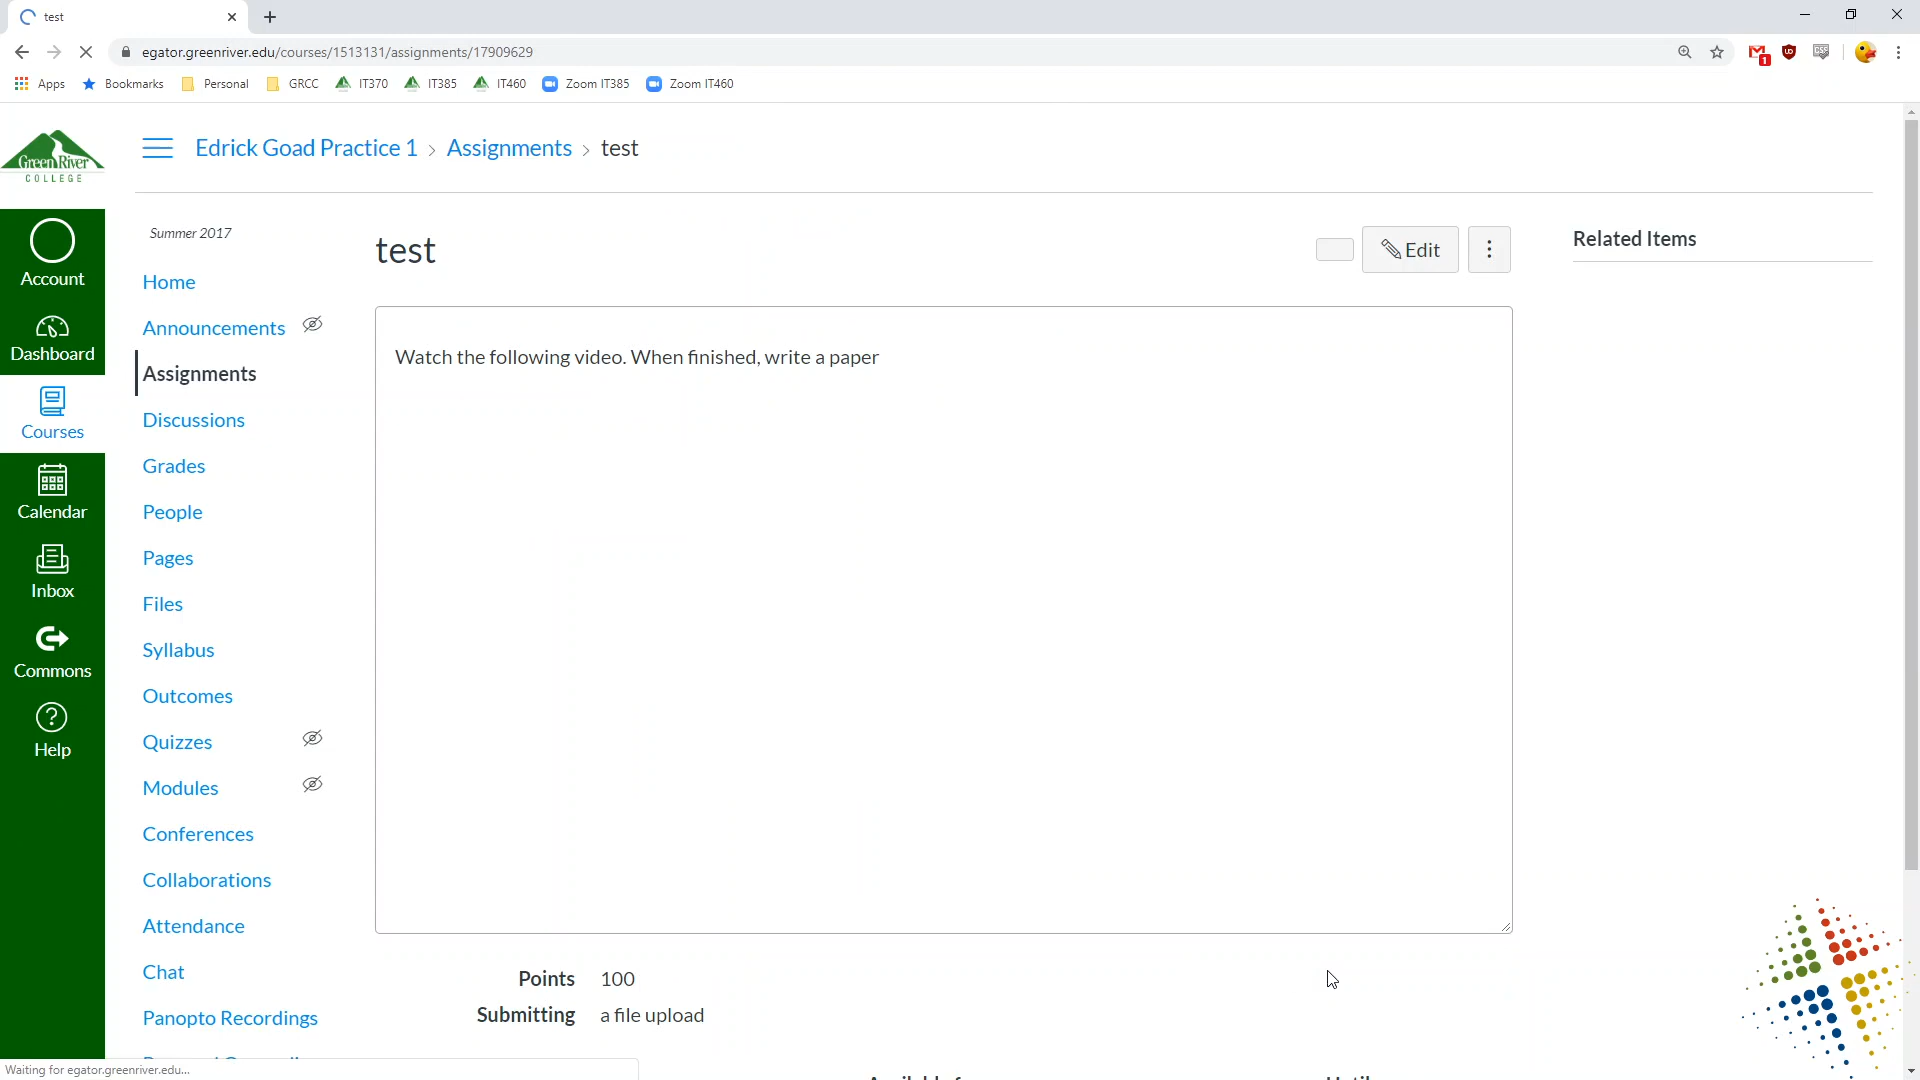 test
egator.greenriver.edu/courses/1513131/assignments/17909629
1
UD
CSS
Apps
Bookmarks
Personal
GRCC
IT370
IT385
IT460
Zoom IT385
Zoom IT460
Green River
COLLEGE
Edrick Goad Practice 1 > Assignments > test
Account
Dashboard
Courses
Calendar
Inbox
Commons
Help
Summer 2017
Home
Announcements
Assignments
Discussions
Grades
People
Pages
Files
Syllabus
Outcomes
Quizzes
Modules
Conferences
Collaborations
Attendance
Chat
Panopto Recordings
test
Edit
Related Items
Watch the following video. When finished, write a paper
Points 100
Submitting a file upload
Waiting for egator.greenriver.edu...